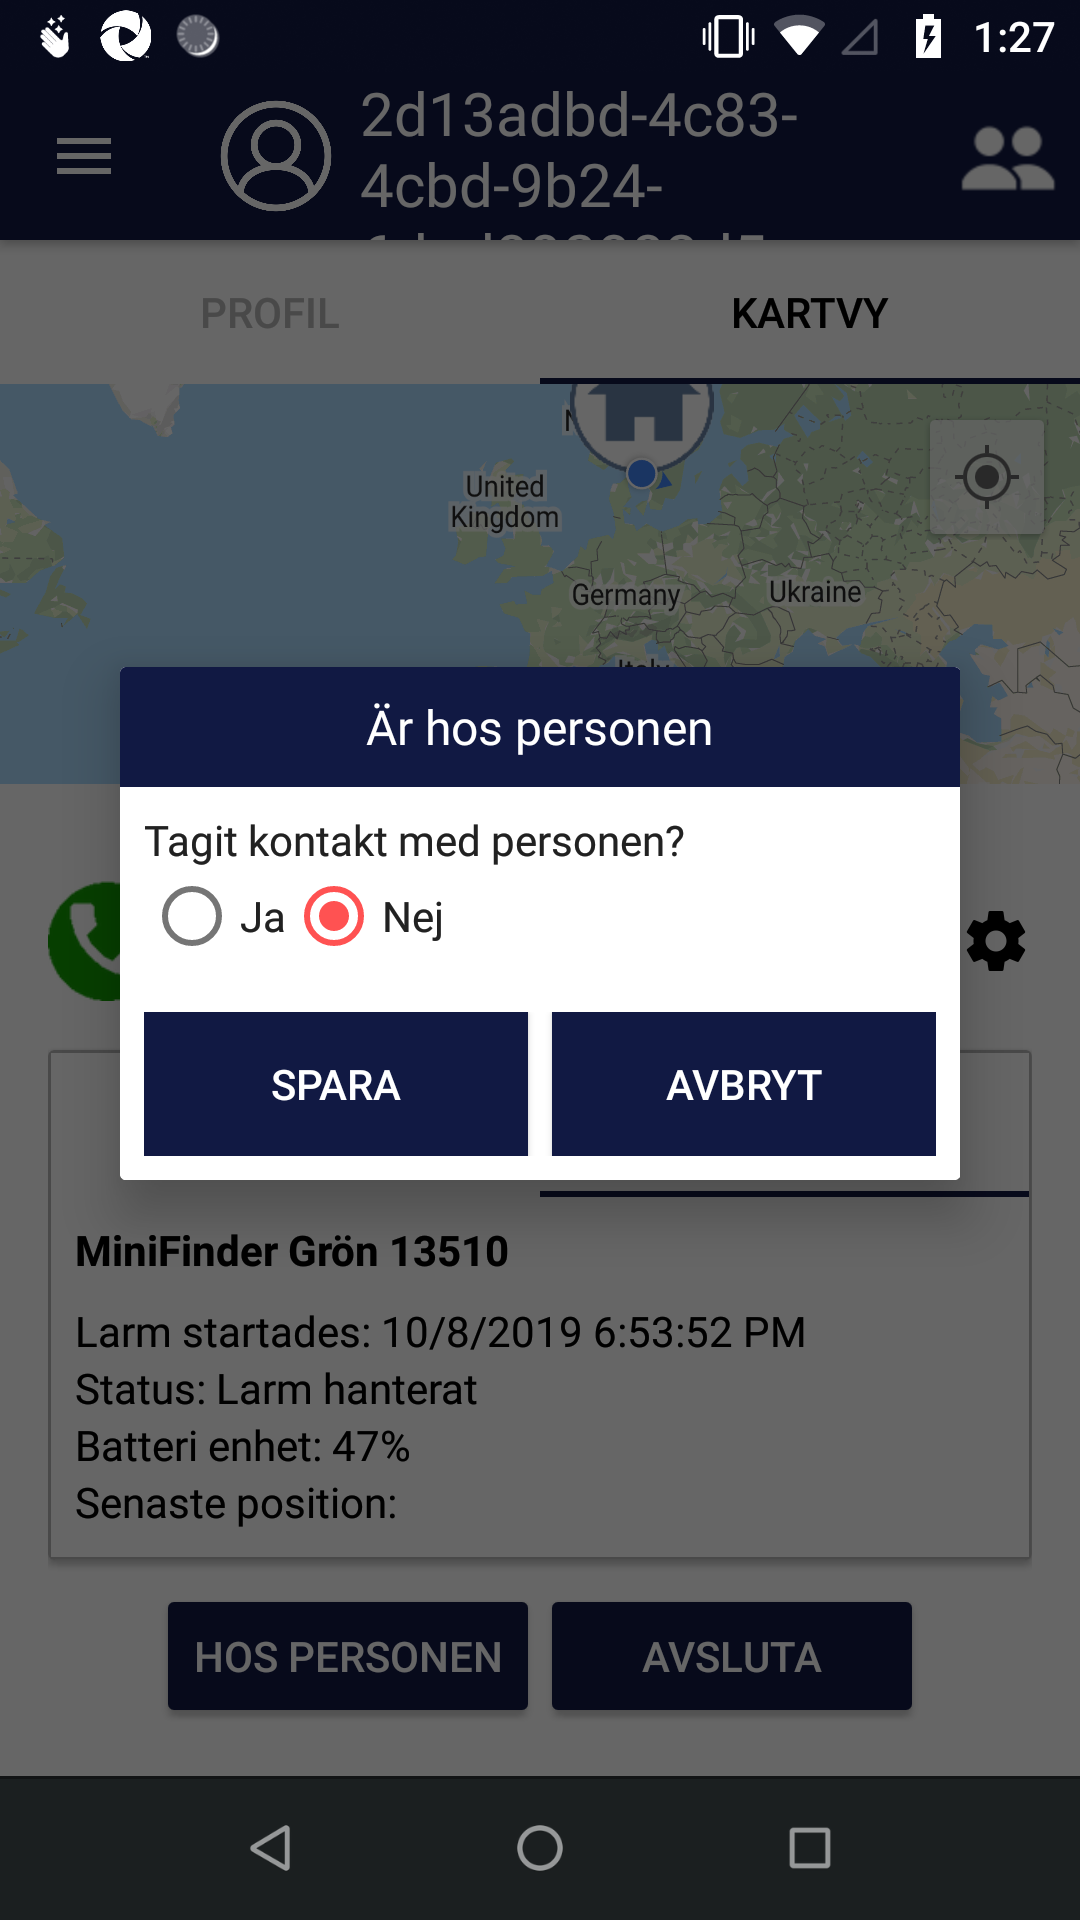 1:27
2d13adbd-4c83-
4cbd-9b24-
PROFIL
KARTVY
United
Kingdom
Germany
Ukraine
Italy
Är hos personen
Tagit kontakt med personen?
Ja
Nej
SPARA
AVBRYT
MiniFinder Grön 13510
Larm startades: 10/8/2019 6:53:52 PM
Status: Larm hanterat
Batteri enhet: 47%
Senaste position:
HOS PERSONEN
AVSLUTA